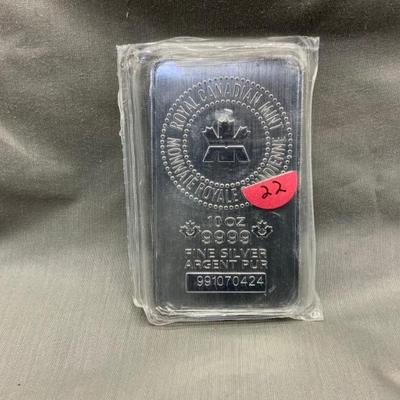 ROYAL CANADIAN MINT
MONNAIE ROYALE CANADIENNE
22
10 OZ
9999
FINE SILVER
ARGENT PUR
991070424